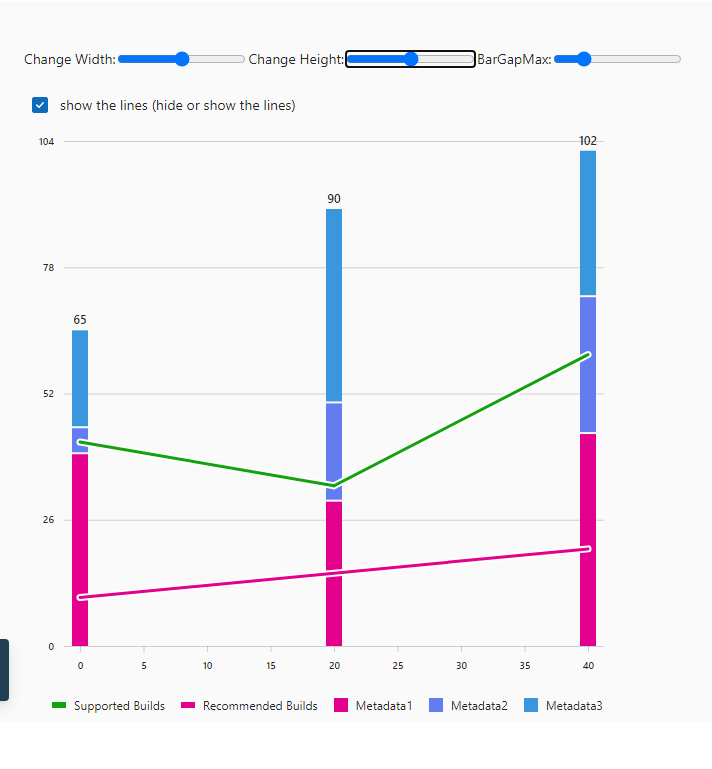 Change Width: Change Height: BarGapMax:
show the lines (hide or show the lines)
104
102
90
78
65
52
26
0
0 5 10 15 20 25 30 35 40
Supported Builds Recommended Builds Metadata1 Metadata2 Metadata3